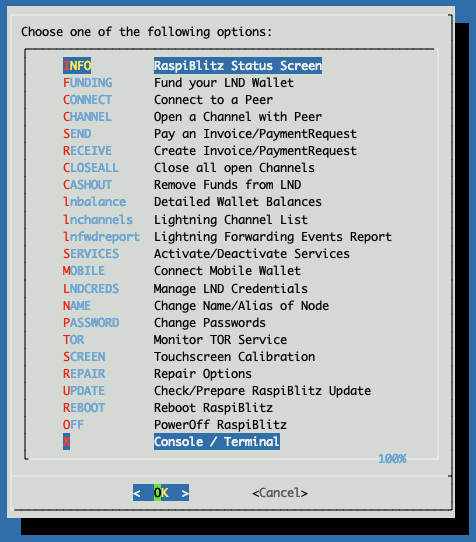 Choose one of the following options:
INFO RaspiBlitz Status Screen
FUNDING Fund your LND Wallet
CONNECT Connect to a Peer
CHANNEL Open a Channel with Peer
SEND Pay an Invoice/PaymentRequest
RECEIVE Create Invoice/PaymentRequest
CLOSEALL Close all open Channels
CASHOUT Remove Funds from LND
lnbalance Detailed Wallet Balances
lnchannels Lightning Channel List
lnfwdreport Lightning Forwarding Events Report
SERVICES Activate/Deactivate Services
MOBILE Connect Mobile Wallet
LNDCREDS Manage LND Credentials
NAME Change Name/Alias of Node
PASSWORD Change Passwords
TOR Monitor TOR Service
SCREEN Touchscreen Calibration
REPAIR Repair Options
UPDATE Check/Prepare RaspiBlitz Update
REBOOT Reboot RaspiBlitz
OFF PowerOff RaspiBlitz
X Console / Terminal
100%
< OK > <Cancel>